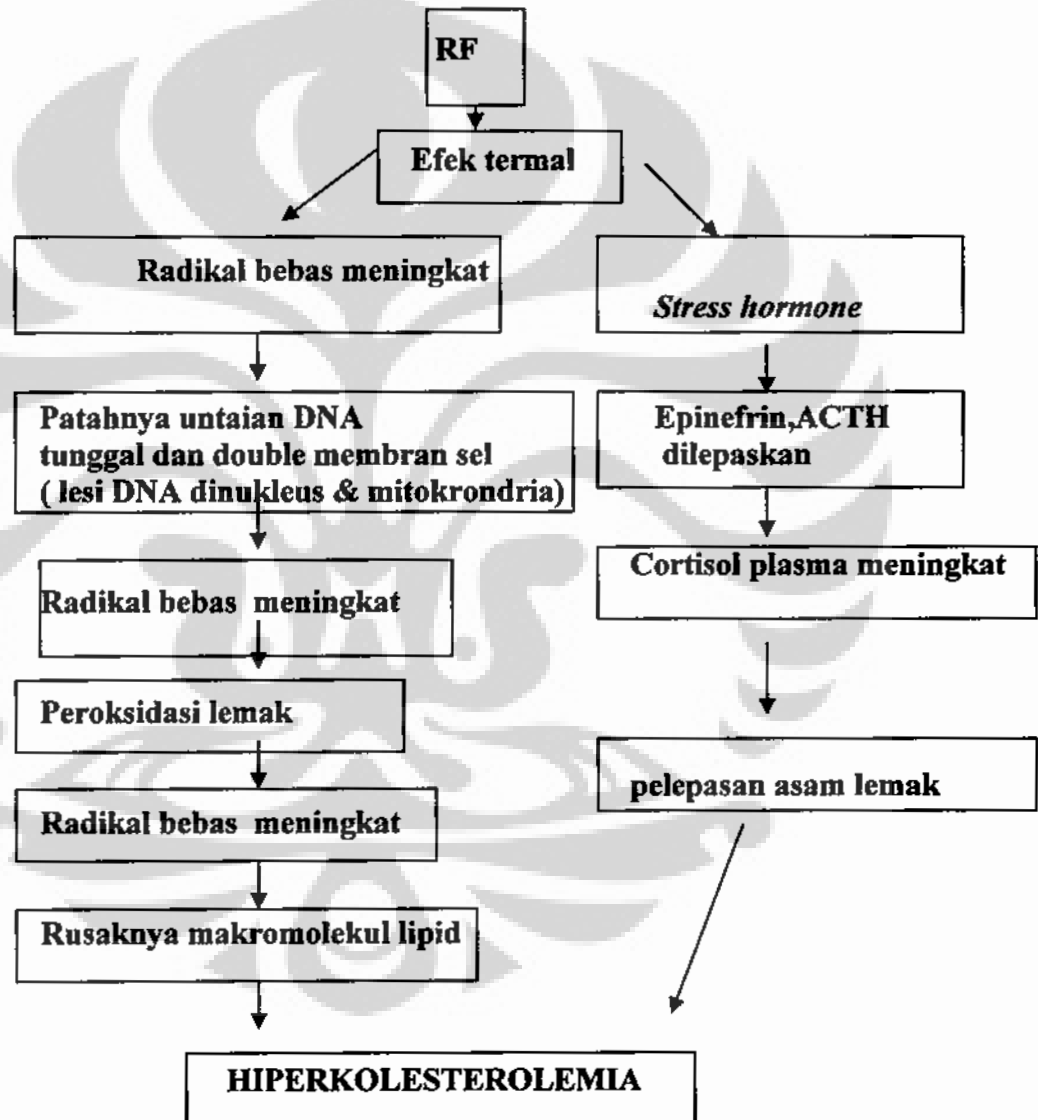 RF
Efek termal
Radikal bebas meningkat
Stress hormone
Patahnya untaian DNA
tunggal dan double membran sel
( lesi DNA dinukleus & mitokrondria)
Epinefrin,ACTH
dilepaskan
Radikal bebas meningkat
Cortisol plasma meningkat
Peroksidasi lemak
pelepasan asam lemak
Radikal bebas meningkat
Rusaknya makromolekul lipid
HIPERKOLESTEROLEMIA